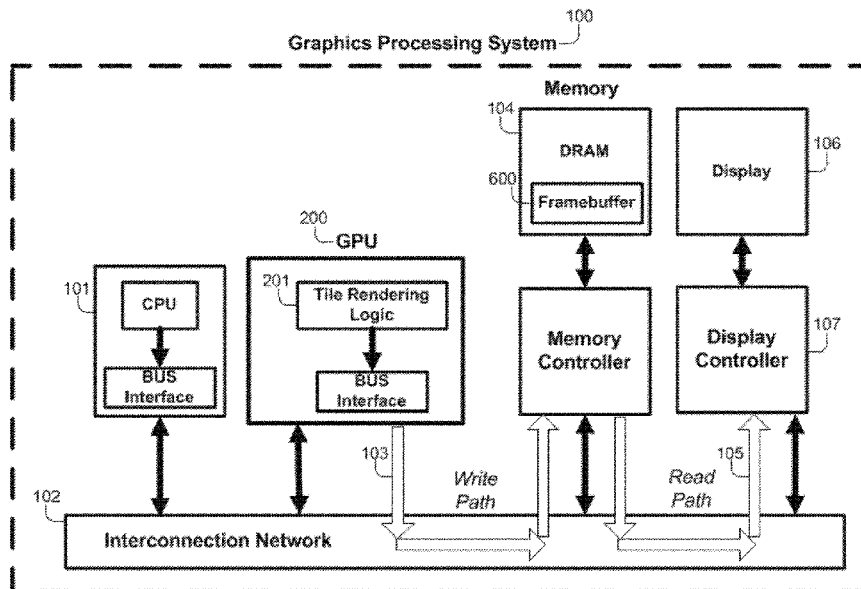 100
Graphics Processing System
Memory
104
DRAM
600
Framebuffer
Display
106
200
GPU
101
CPU
BUS
Interface
201
Tile Rendering
Logic
BUS
Interface
Memory
Controller
Display
Controller
107
103
Write
Path
Read
Path
105
102
Interconnection Network